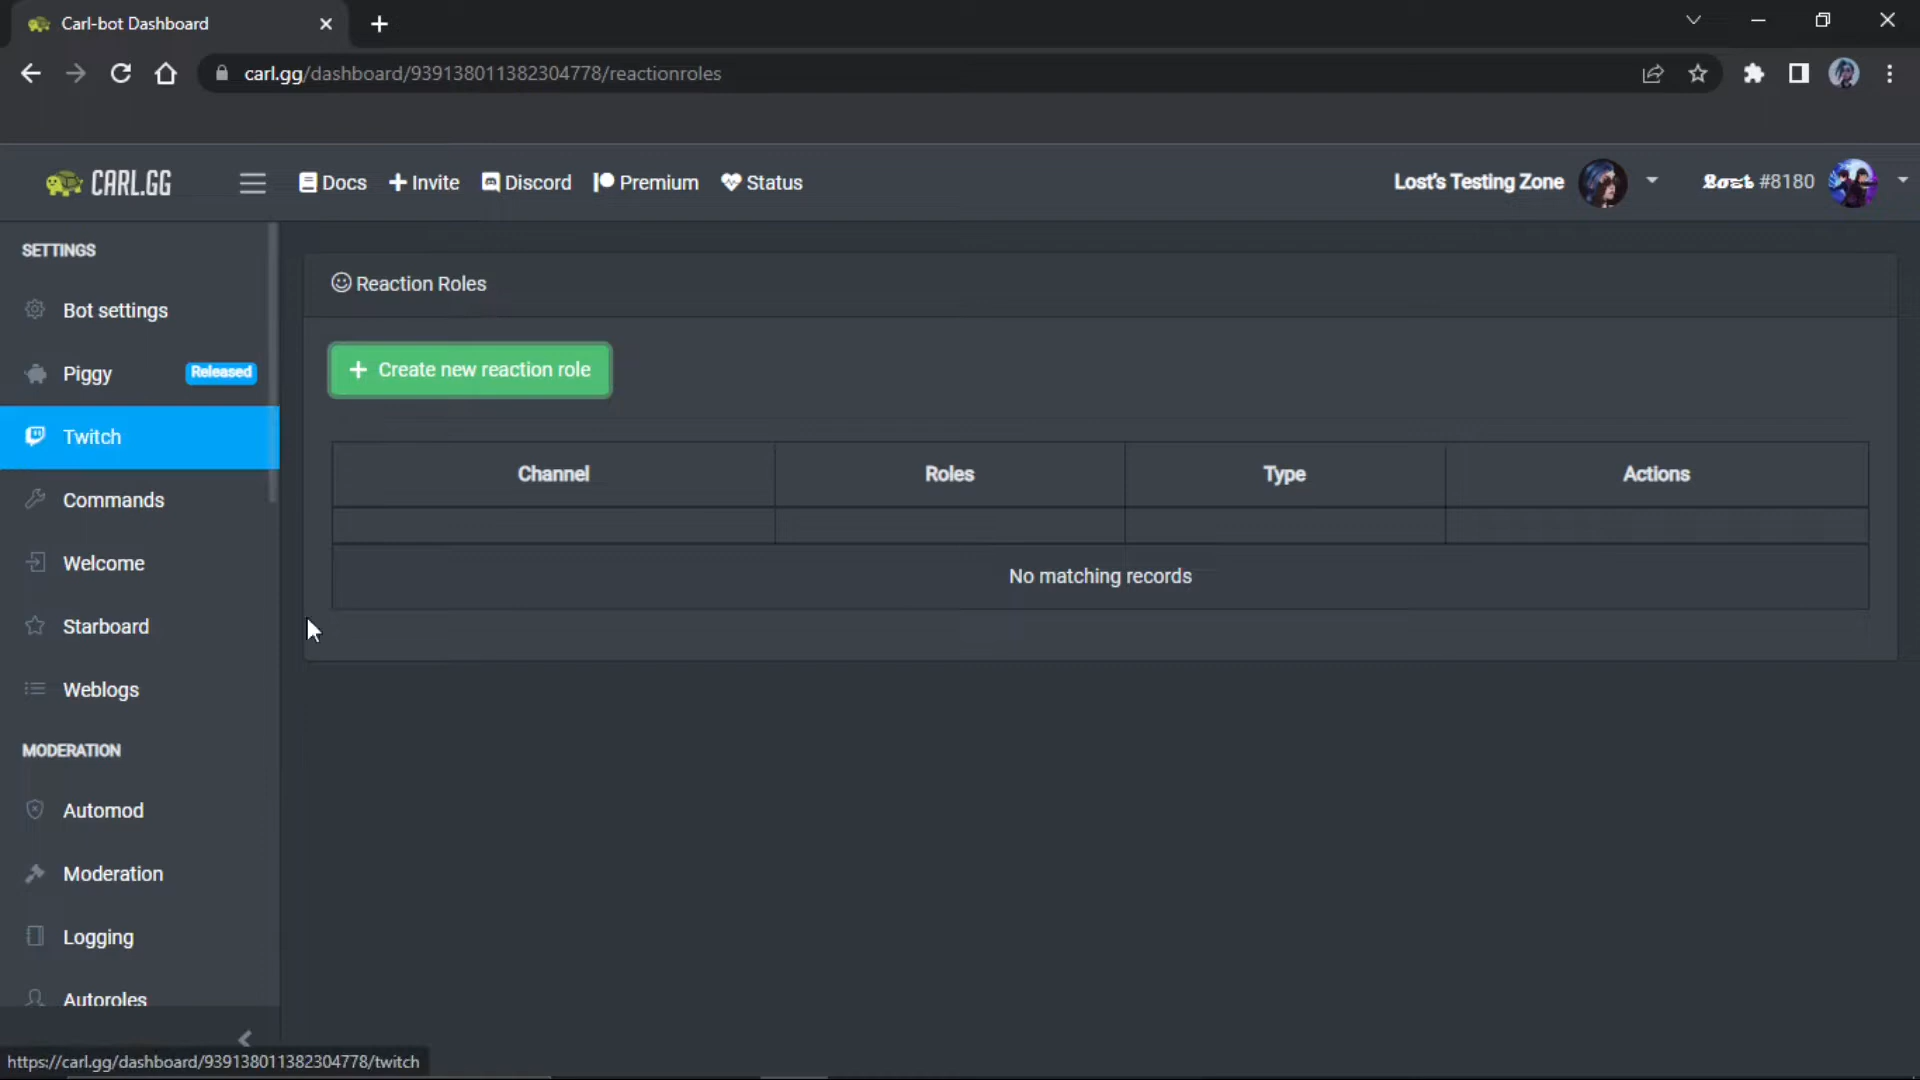 Carl-bot Dashboard
carl.gg/dashboard/939138011382304778/reactionroles
CARL.GG
Docs
Invite
Discord
Premium
Status
Lost's Testing Zone
𝕷𝖔𝖘𝖙 #8180
SETTINGS
Bot settings
Piggy
Released
Twitch
Commands
Welcome
Starboard
Weblogs
MODERATION
Automod
Moderation
Logging
Autoroles
Reaction Roles
+ Create new reaction role
Channel Roles Type Actions
No matching records
https://carl.gg/dashboard/939138011382304778/twitch